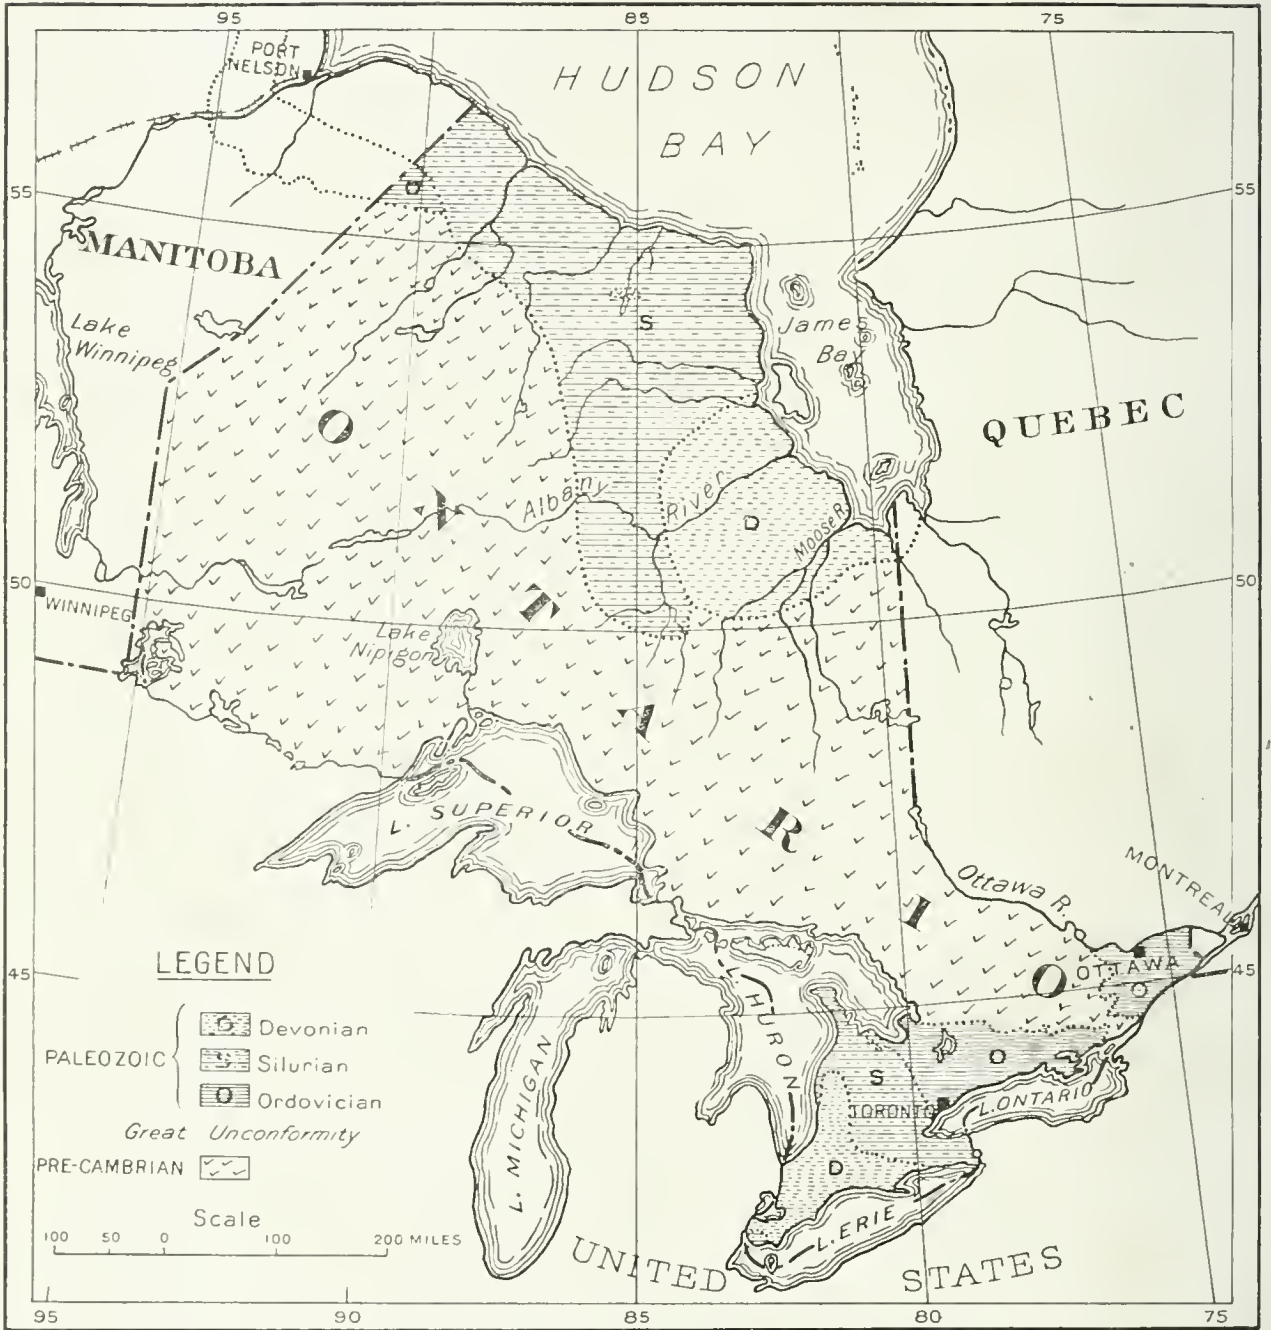 95 85 75
PORT
NELSON
HUDSON
BAY
55 55
O
MANITOBA
Lake
Winnipeg
S
James
Bay
QUEBEC
ONTARIO
Albany River
D
Moose R.
50 50
WINNIPEG
Lake
Nipigon
L. SUPERIOR
Ottawa R.
MONTREAL
OTTAWA
O
45 45
L. HURON
L. MICHIGAN
S
O
TORONTO
L. ONTARIO
D
L. ERIE
UNITED STATES
LEGEND
PALEOZOIC
D Devonian
S Silurian
O Ordovician
Great Unconformity
PRE-CAMBRIAN
Scale
100 50 0 100 200 MILES
95 90 85 80 75